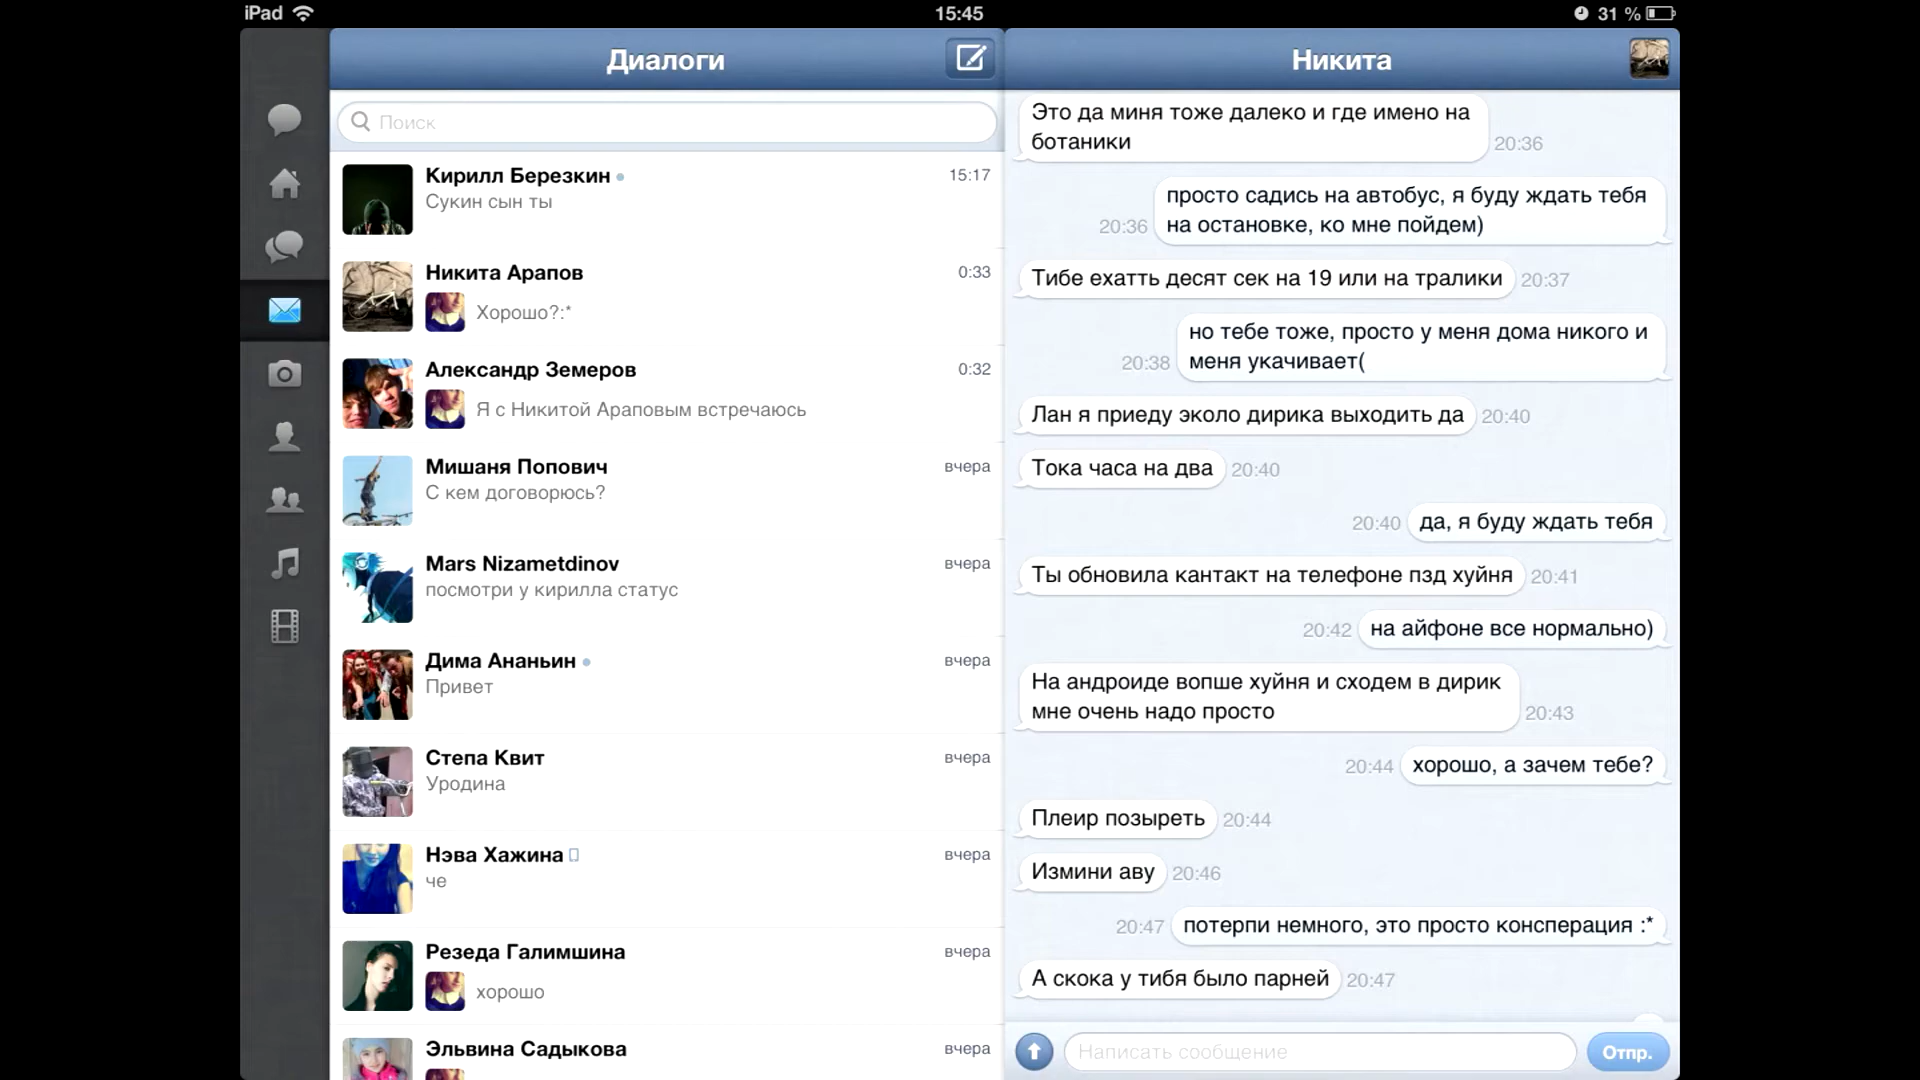 iPad
15:45
31 %
Диалоги
Поиск
Кирилл Березкин
15:17
Сукин сын ты
Никита Арапов
0:33
Хорошо?:*
Александр Земеров
0:32
Я с Никитой Араповым встречаюсь
Мишаня Попович
вчера
С кем договорюсь?
Mars Nizametdinov
вчера
посмотри у кирилла статус
Дима Ананьин
вчера
Привет
Степа Квит
вчера
Уродина
Нэва Хажина
вчера
че
Резеда Галимшина
вчера
хорошо
Эльвина Садыкова
вчера
Никита
Это да миня тоже далеко и где имено на
ботаники
20:36
просто садись на автобус, я буду ждать тебя
на остановке, ко мне пойдем)
20:36
Тибе ехатть десят сек на 19 или на тралики
20:37
но тебе тоже, просто у меня дома никого и
меня укачивает(
20:38
Лан я приеду эколо дирика выходить да
20:40
Тока часа на два
20:40
20:40
да, я буду ждать тебя
Ты обновила кантакт на телефоне пзд хуйня
20:41
20:42
на айфоне все нормально)
На андроиде вопше хуйня и сходем в дирик
мне очень надо просто
20:43
20:44
хорошо, а зачем тебе?
Плеир позыреть
20:44
Измини аву
20:46
20:47
потерпи немного, это просто консперация :*
А скока у тибя было парней
20:47
Написать сообщение
Отпр.